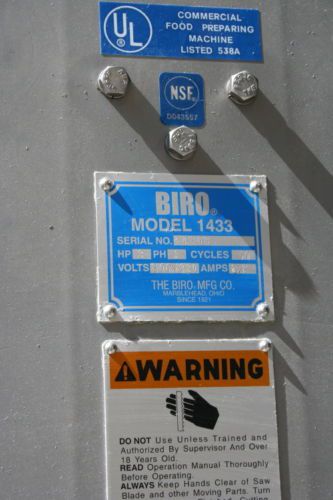 UL
®
COMMERCIAL
FOOD PREPARING
MACHINE
LISTED 538A
NSF
BIRO®
MODEL 1433
SERIAL NO.
HP PH CYCLES
VOLTS AMPS
THE BIRO MFG CO.
MARBLEHEAD, OHIO
SINCE 1921
WARNING
DO NOT Use Unless Trained and
Authorized By Supervisor And Over
18 Years Old.
READ Operation Manual Thoroughly
Before Operating.
ALWAYS Keep Hands Clear of Saw
Blade and other Moving Parts. Turn